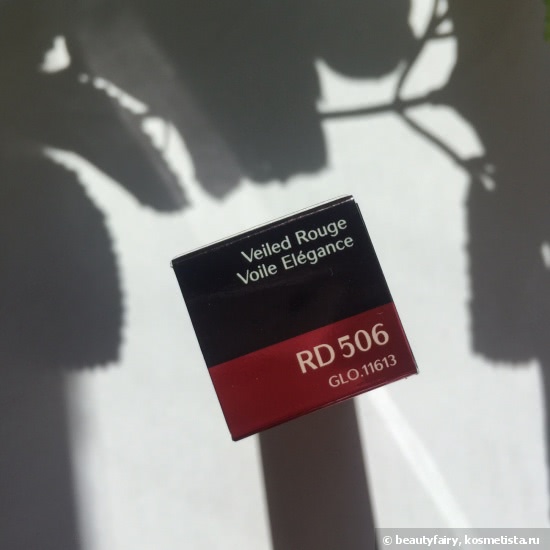 Veiled Rouge
Voile Elégance
RD 506
GLO.11613
© beautyfairy, kosmetista.ru